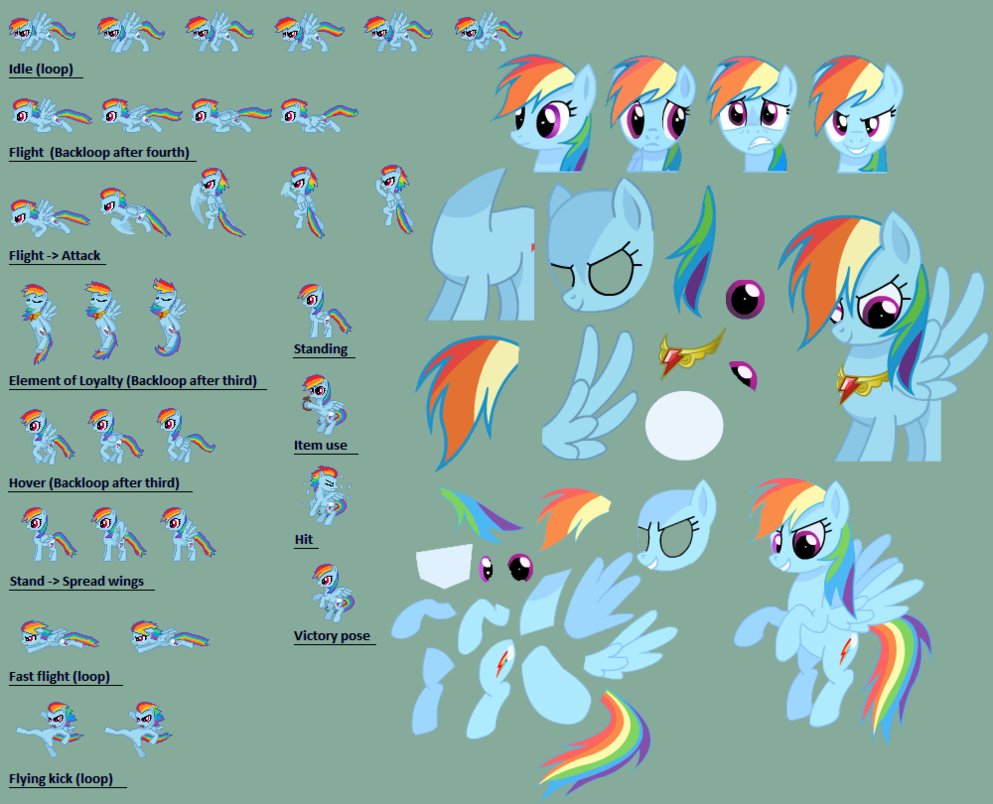 Idle (loop)
Flight (Backloop after fourth)
Flight -> Attack
Element of Loyalty (Backloop after third)
Hover (Backloop after third)
Stand -> Spread wings
Fast flight (loop)
Flying kick (loop)
Standing
Item use
Hit
Victory pose